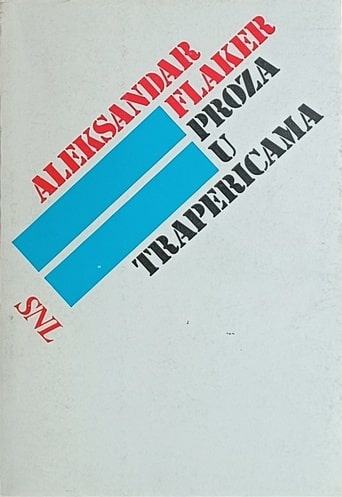 ALEKSANDAR
FLAKER
PROZA
U
TRAPERICAMA
SNL